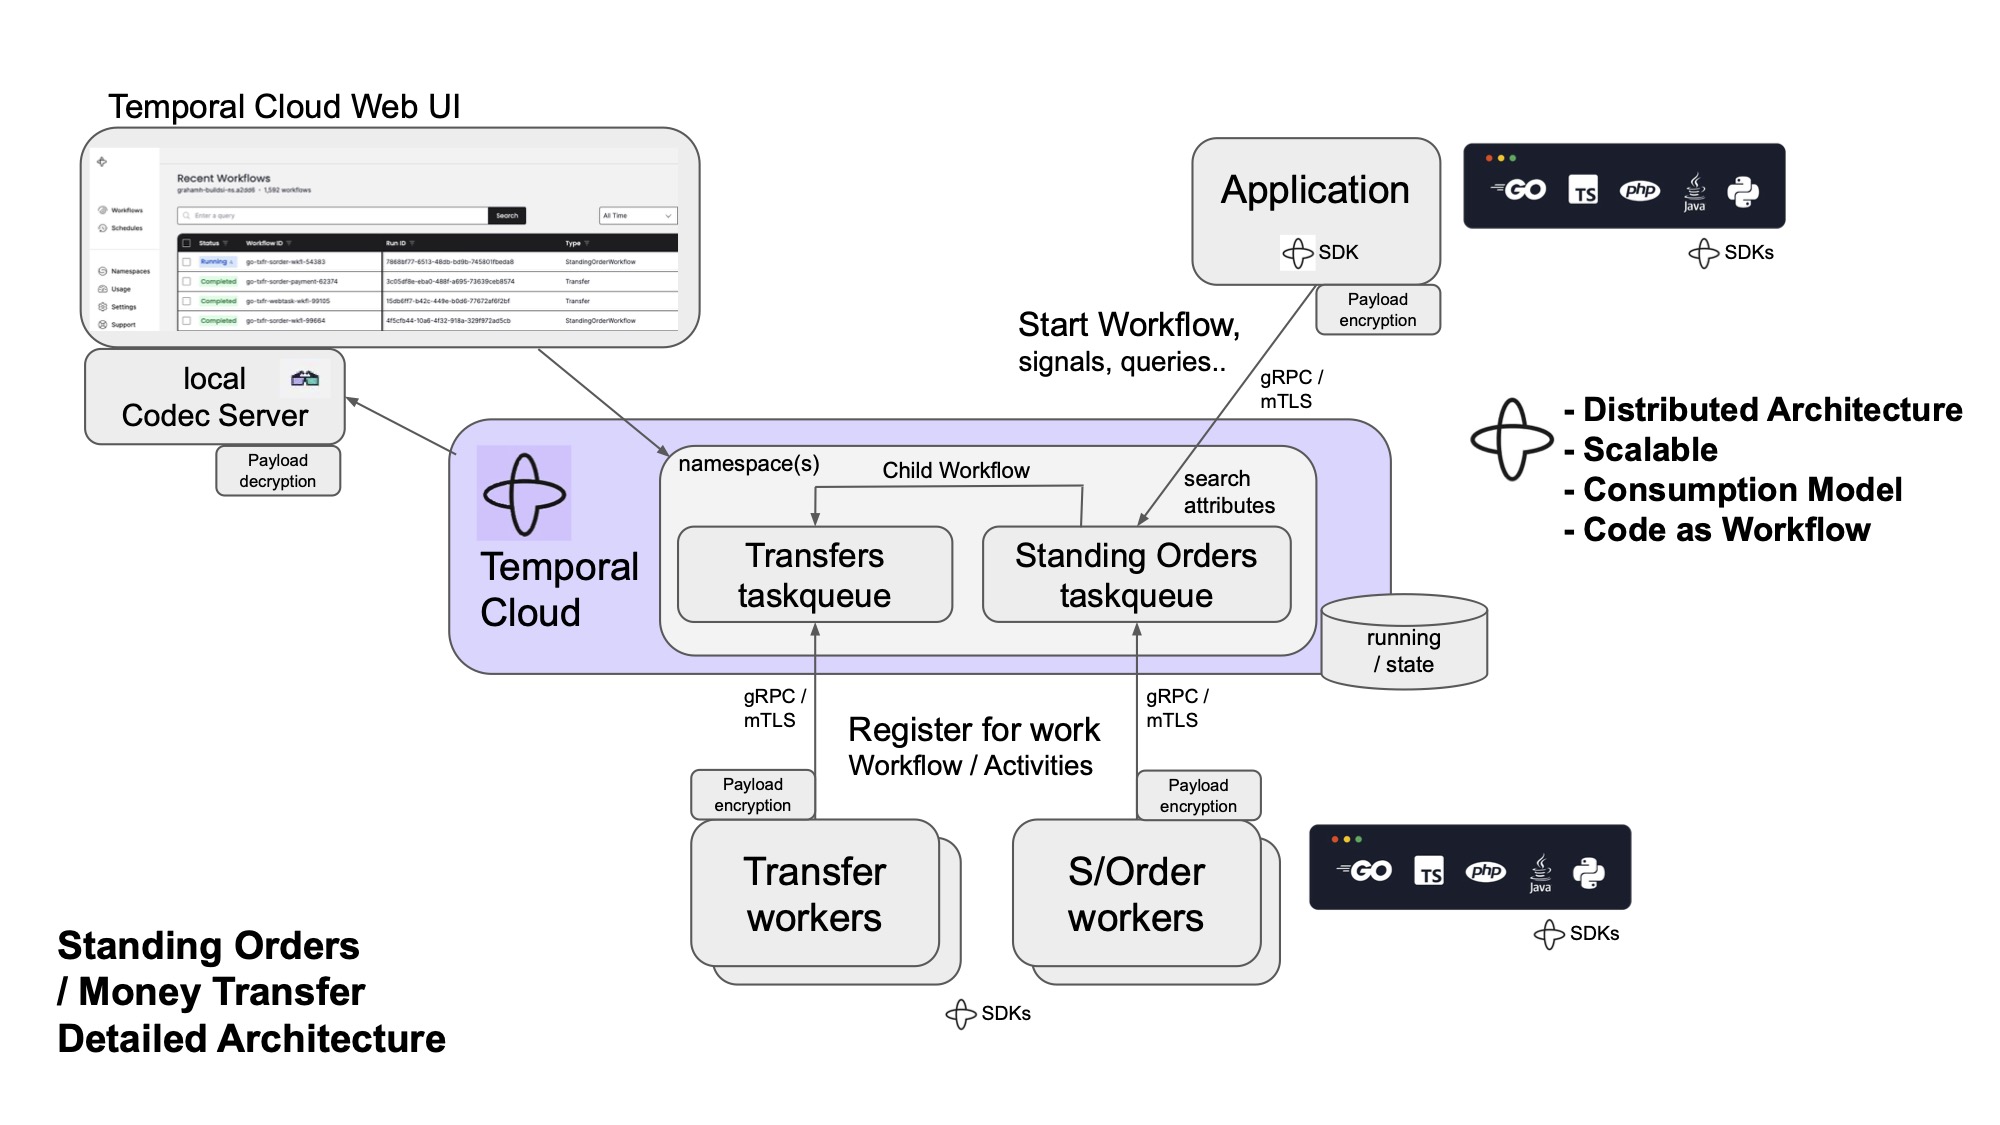 Temporal Cloud Web UI
Recent Workflows
grahamh-buildsi-ns.a2dd6 • 1,592 workflows
Workflows
Schedules
Namespaces
Usage
Settings
Support
Enter a query
Search
All Time
Status
Workflow ID
Run ID
Type
Running
go-txfr-sorder-wkfl-54383
7868bf77-6513-48db-bd9b-745801fbeda8
StandingOrderWorkflow
Completed
go-txfr-sorder-payment-62374
3c05df8e-eba0-488f-a695-73639ceb8574
Transfer
Completed
go-txfr-webtask-wkfl-99105
15db6ff7-b42c-449e-b0d6-77672af6f2bf
Transfer
Completed
go-txfr-sorder-wkfl-99664
4f5cfb44-10a6-4f32-918a-329f972ad5cb
StandingOrderWorkflow
local
Codec Server
Payload
decryption
Application
SDK
Payload
encryption
GO
TS
php
Java
SDKs
Start Workflow,
signals, queries..
gRPC /
mTLS
- Distributed Architecture
- Scalable
- Consumption Model
- Code as Workflow
Temporal
Cloud
namespace(s)
Child Workflow
search
attributes
Transfers
taskqueue
Standing Orders
taskqueue
running
/ state
gRPC /
mTLS
Register for work
Workflow / Activities
gRPC /
mTLS
Payload
encryption
Payload
encryption
Transfer
workers
S/Order
workers
GO
TS
php
Java
SDKs
SDKs
Standing Orders
/ Money Transfer
Detailed Architecture